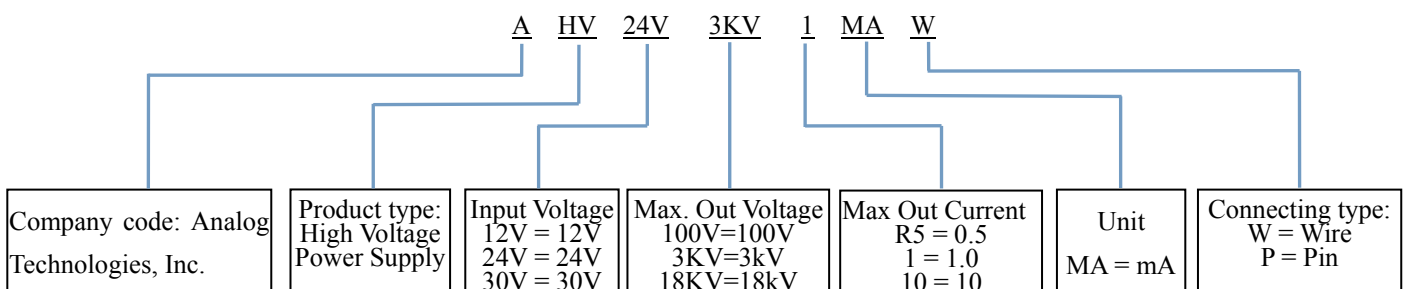 A HV 24V 3KV 1 MA W
Company code: Analog
Technologies, Inc.
Product type:
High Voltage
Power Supply
Input Voltage
12V = 12V
24V = 24V
30V = 30V
Max. Out Voltage
100V=100V
3KV=3kV
18KV=18kV
Max Out Current
R5 = 0.5
1 = 1.0
10 = 10
Unit
MA = mA
Connecting type:
W = Wire
P = Pin